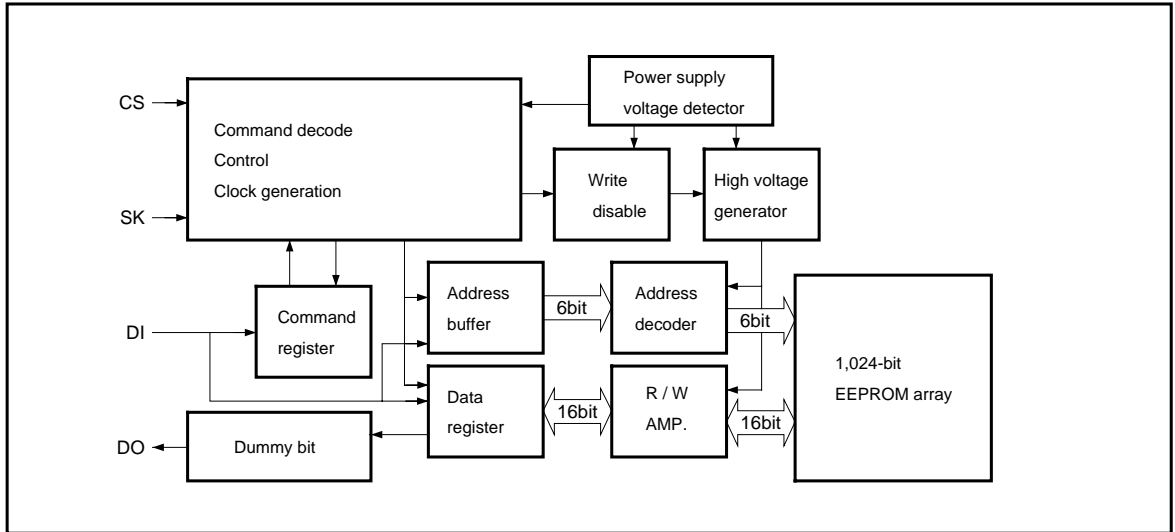 CS
SK
DI
DO
Command decode
Control
Clock generation
Power supply
voltage detector
Write
disable
High voltage
generator
Command
register
Address
buffer
6bit
Address
decoder
6bit
Data
register
16bit
R / W
AMP.
16bit
1,024-bit
EEPROM array
Dummy bit